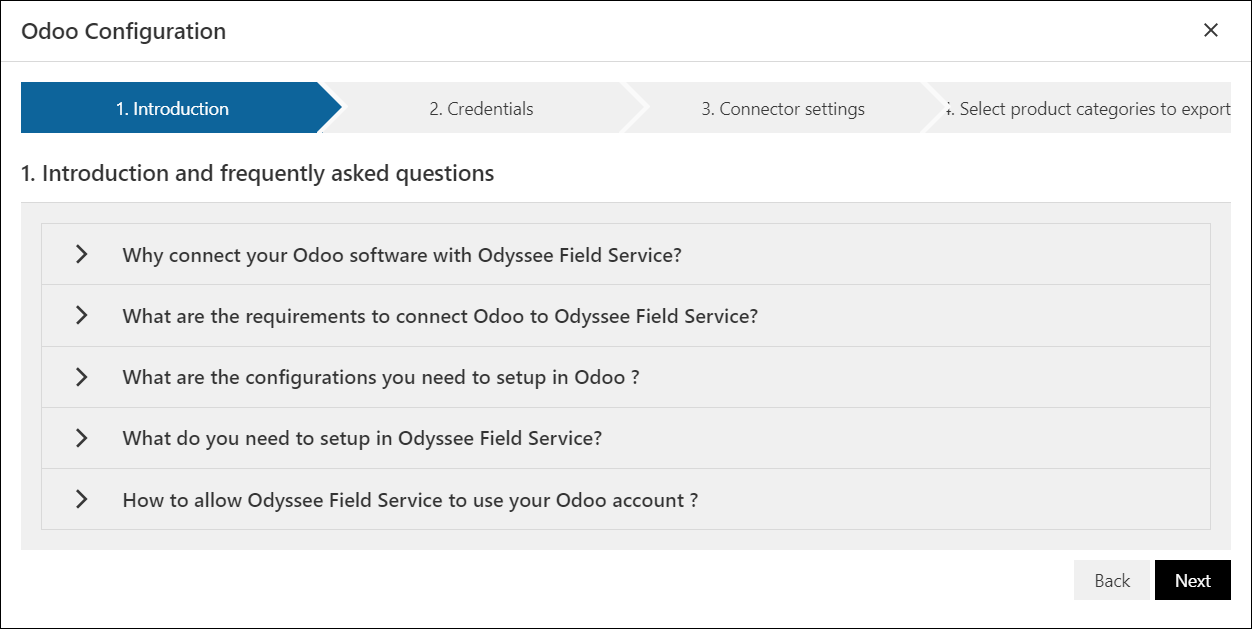 Odoo Configuration
1. Introduction
2. Credentials
3. Connector settings
4. Select product categories to export
1. Introduction and frequently asked questions
Why connect your Odoo software with Odyssee Field Service?
What are the requirements to connect Odoo to Odyssee Field Service?
What are the configurations you need to setup in Odoo ?
What do you need to setup in Odyssee Field Service?
How to allow Odyssee Field Service to use your Odoo account ?
Back
Next